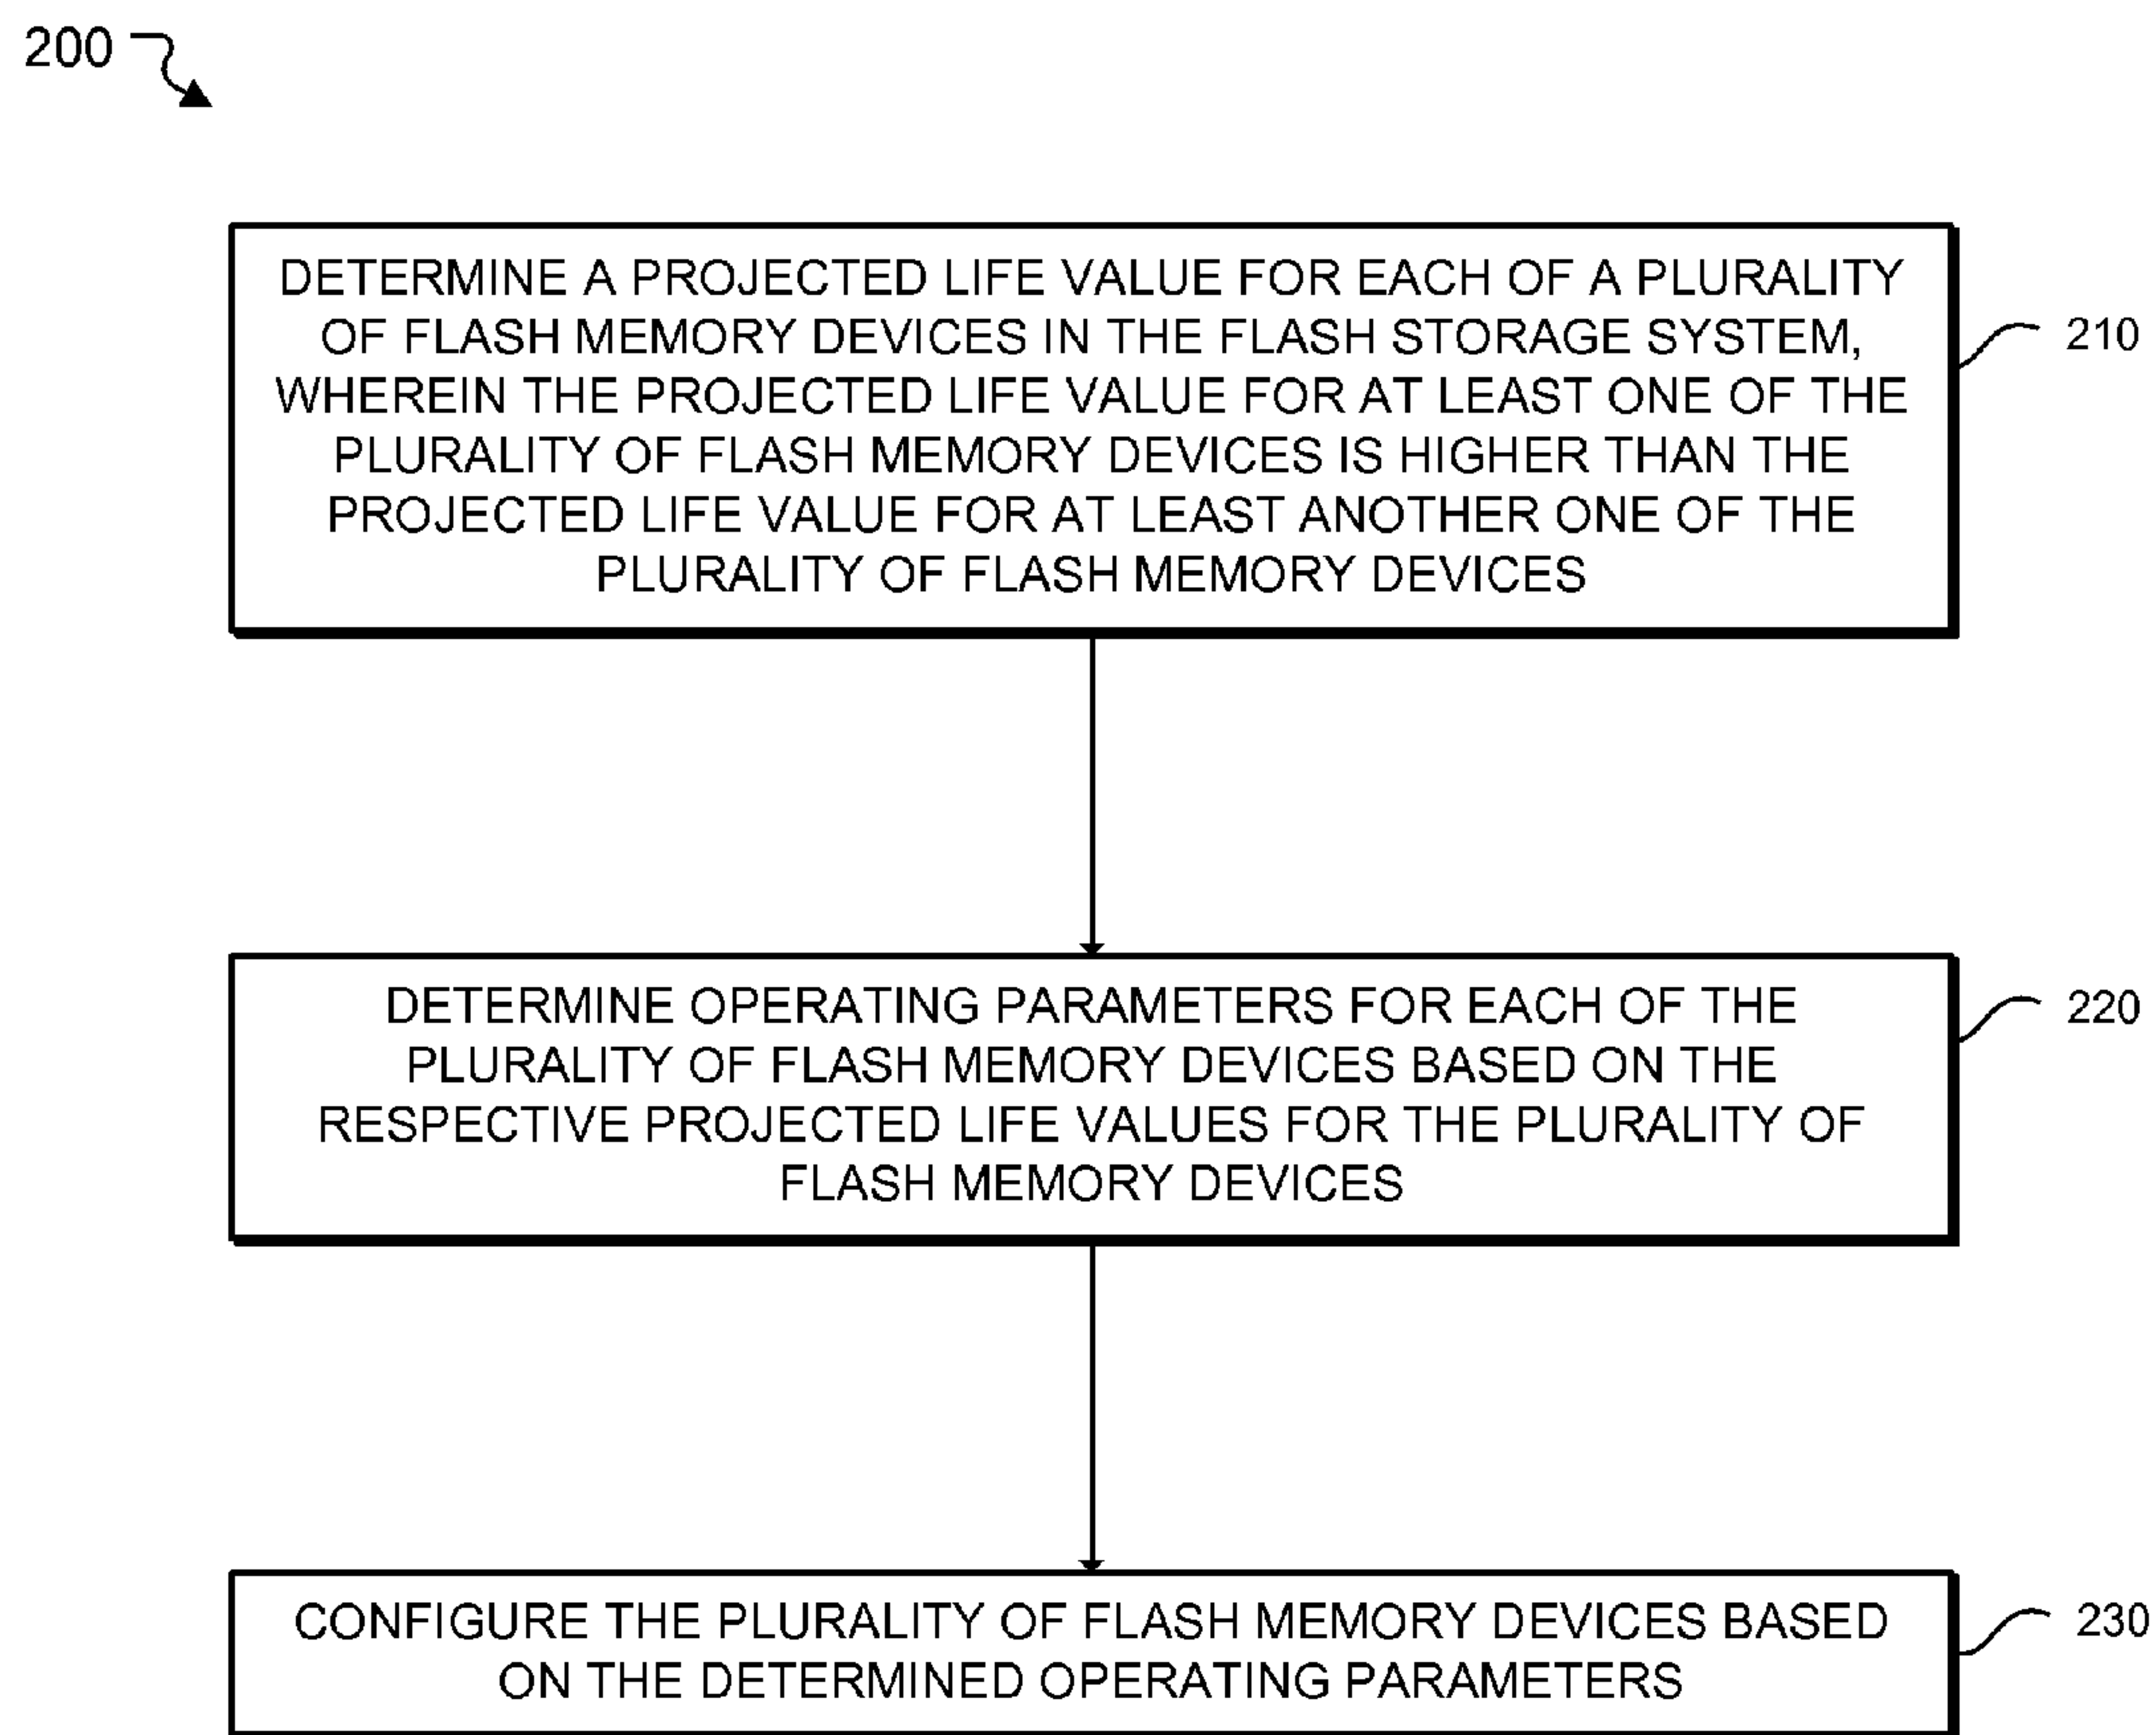 200
DETERMINE A PROJECTED LIFE VALUE FOR EACH OF A PLURALITY
OF FLASH MEMORY DEVICES IN THE FLASH STORAGE SYSTEM,
WHEREIN THE PROJECTED LIFE VALUE FOR AT LEAST ONE OF THE
PLURALITY OF FLASH MEMORY DEVICES IS HIGHER THAN THE
PROJECTED LIFE VALUE FOR AT LEAST ANOTHER ONE OF THE
PLURALITY OF FLASH MEMORY DEVICES
210
DETERMINE OPERATING PARAMETERS FOR EACH OF THE
PLURALITY OF FLASH MEMORY DEVICES BASED ON THE
RESPECTIVE PROJECTED LIFE VALUES FOR THE PLURALITY OF
FLASH MEMORY DEVICES
220
CONFIGURE THE PLURALITY OF FLASH MEMORY DEVICES BASED
ON THE DETERMINED OPERATING PARAMETERS
230